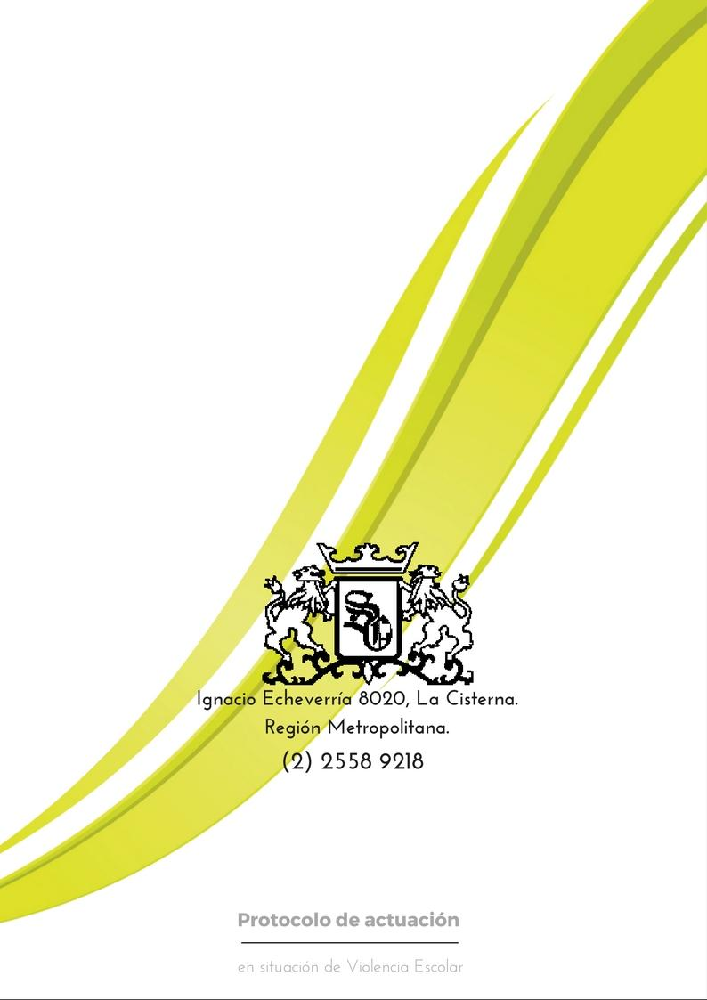 SO
Ignacio Echeverría 8020, La Cisterna.
Región Metropolitana.
(2) 2558 9218
Protocolo de actuación
en situación de Violencia Escolar